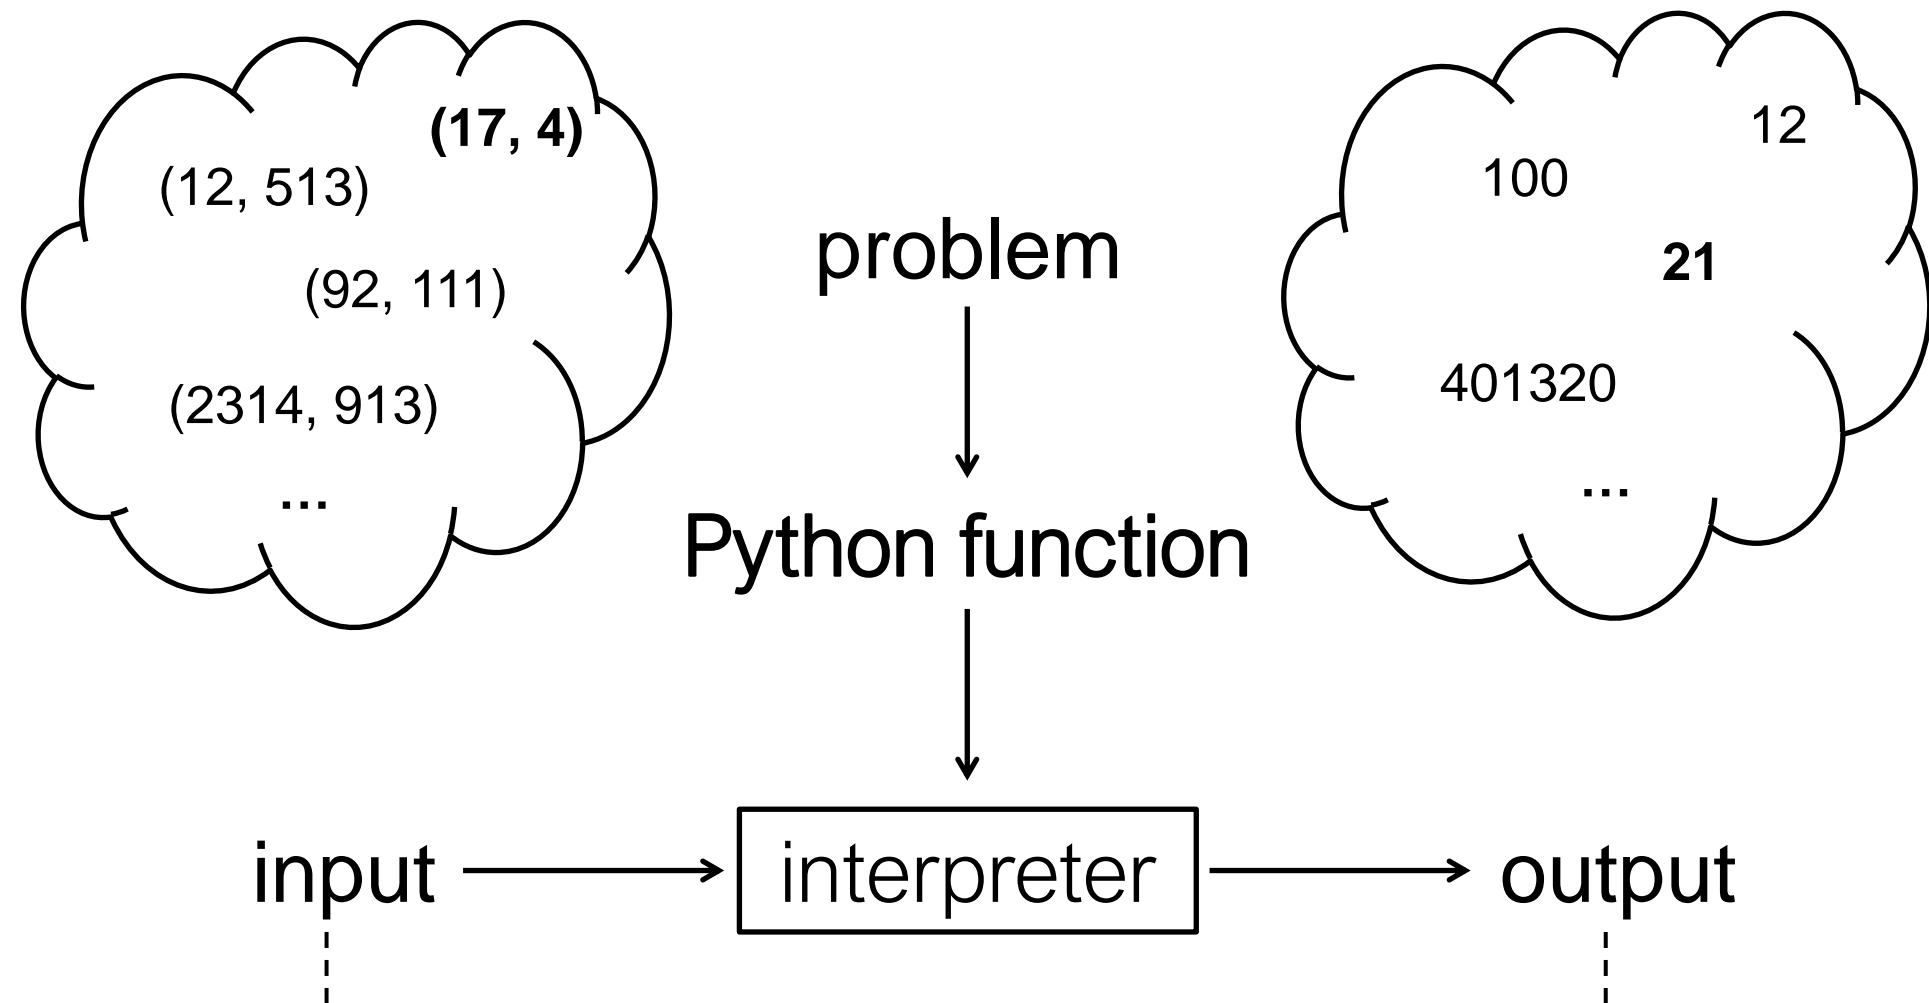 (17, 4)
(12, 513)
(92, 111)
(2314, 913)
...
problem
Python function
12
100
21
401320
...
input
interpreter
output